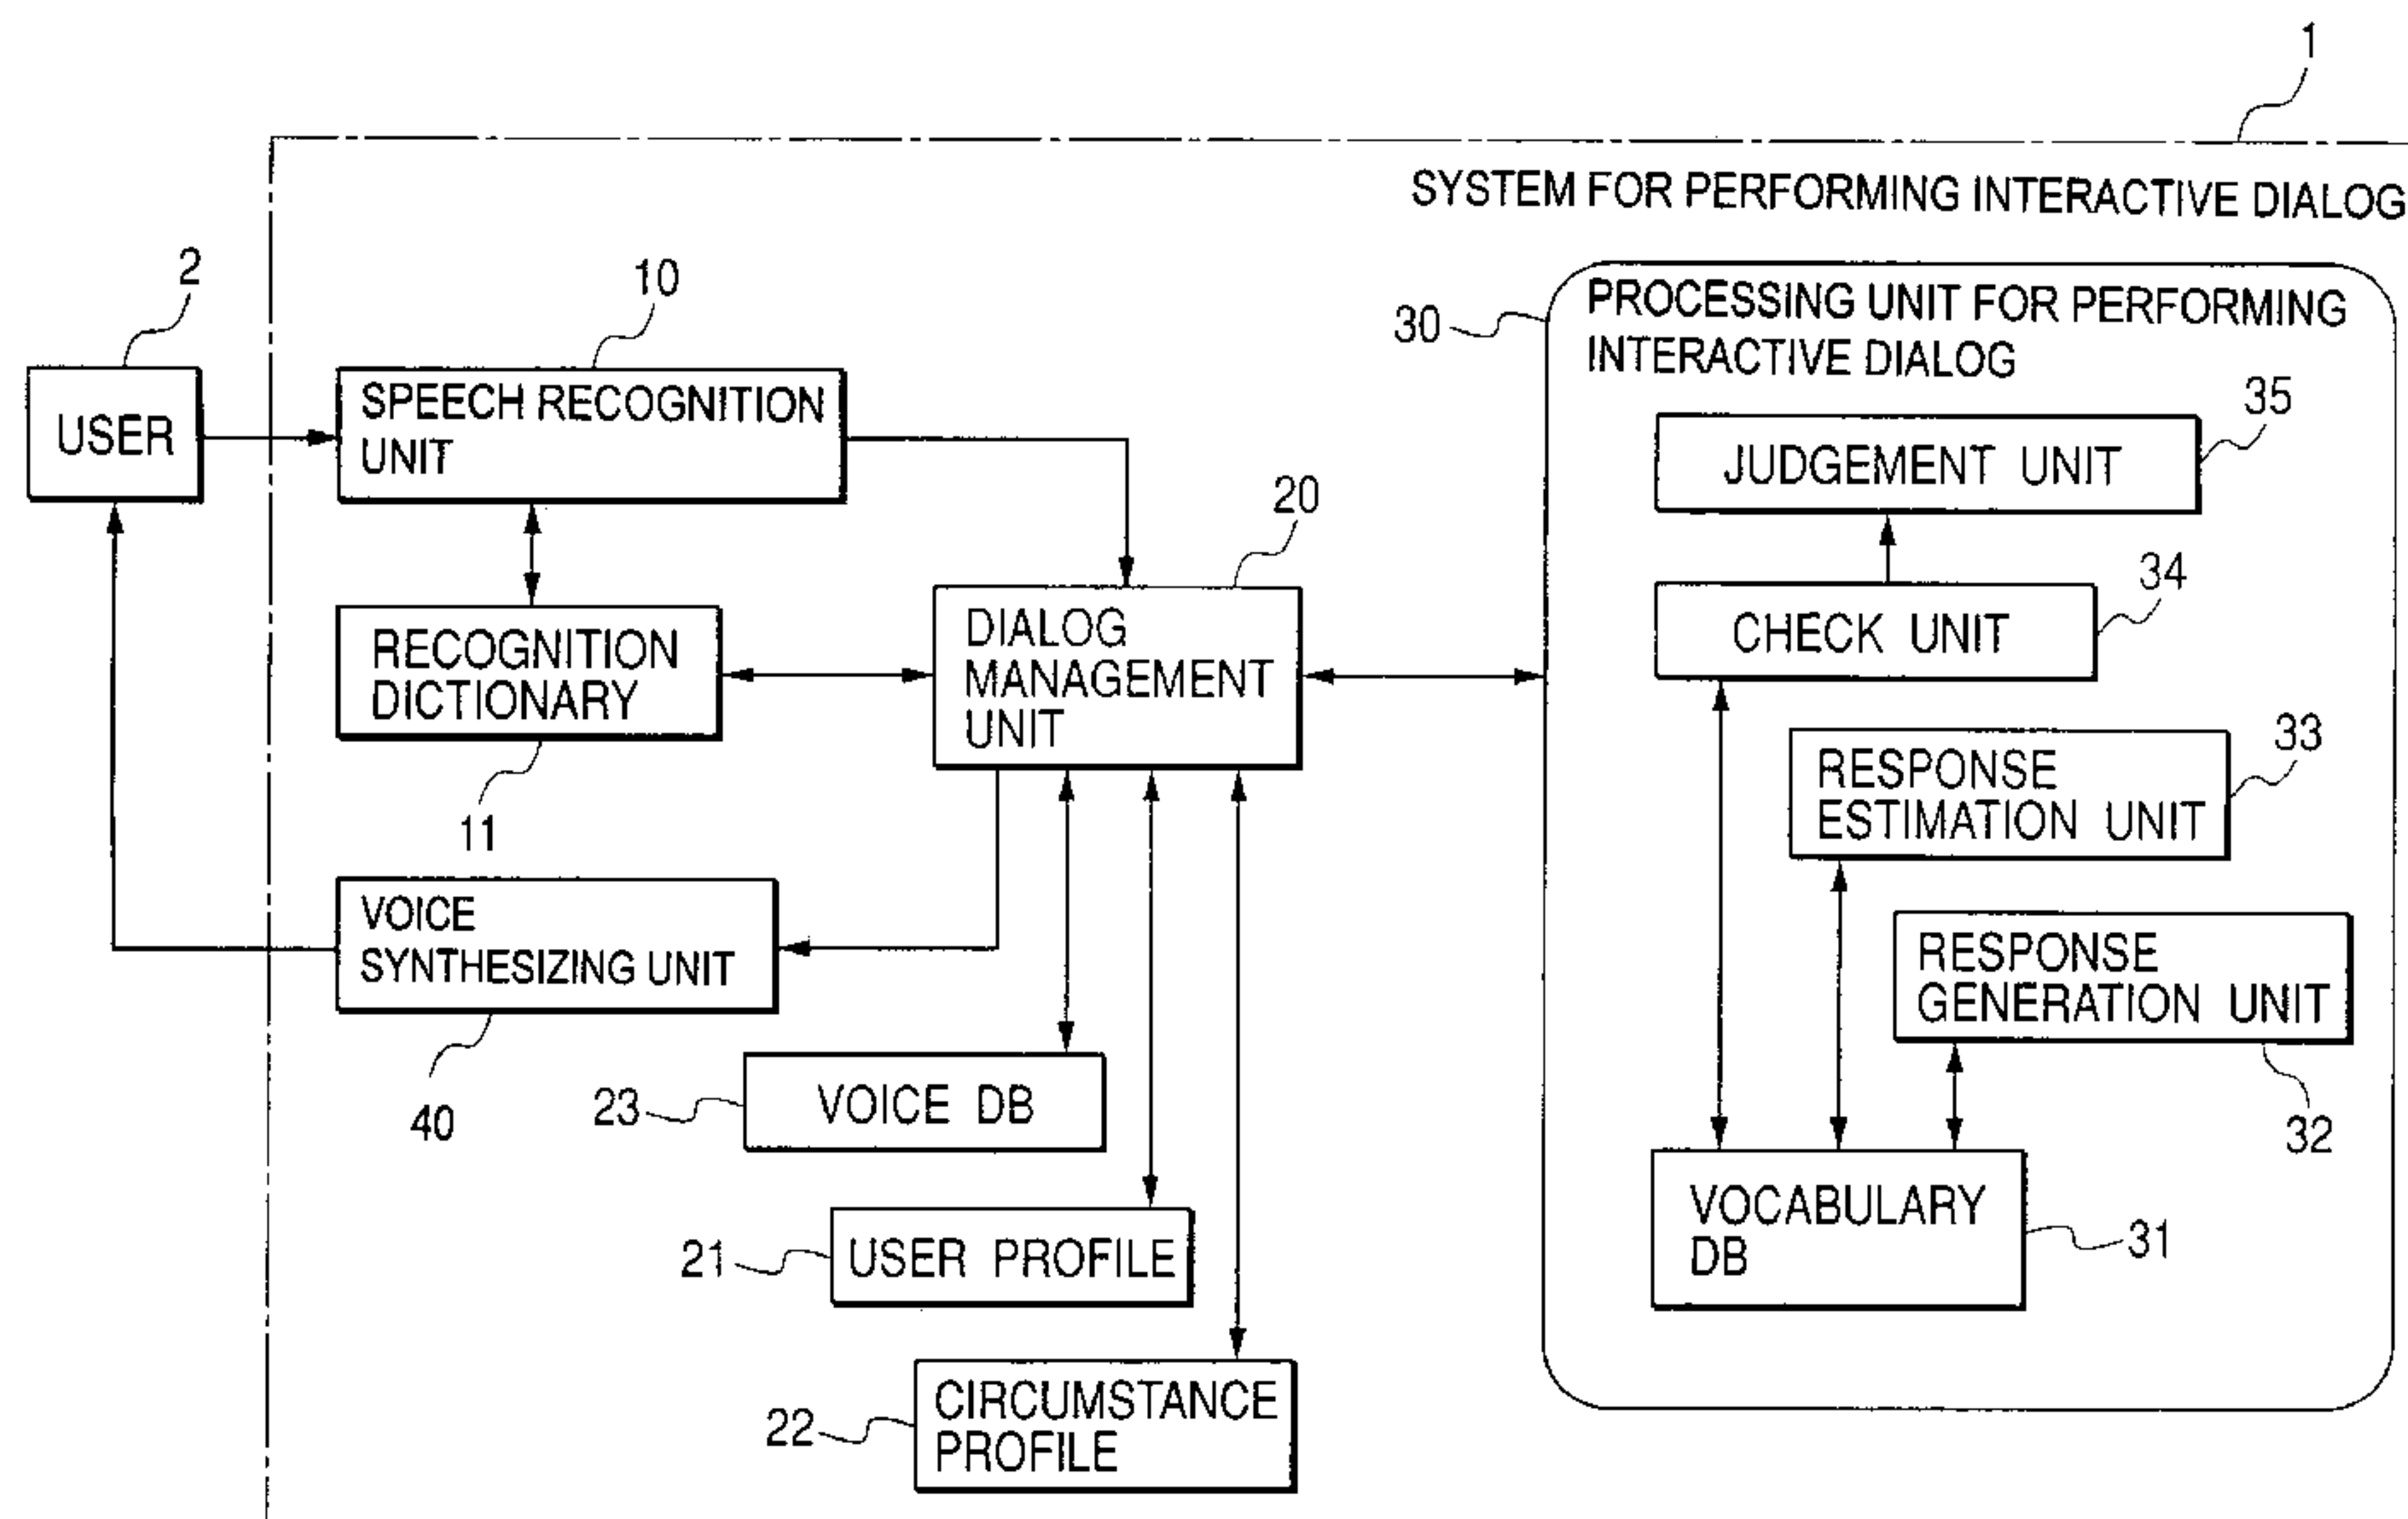 1
SYSTEM FOR PERFORMING INTERACTIVE DIALOG
2
10
30
PROCESSING UNIT FOR PERFORMING
INTERACTIVE DIALOG
USER
SPEECH RECOGNITION
UNIT
35
JUDGEMENT UNIT
20
34
CHECK UNIT
RECOGNITION
DICTIONARY
DIALOG
MANAGEMENT
UNIT
11
33
RESPONSE
ESTIMATION UNIT
VOICE
SYNTHESIZING UNIT
40
RESPONSE
GENERATION UNIT
32
23
VOICE DB
VOCABULARY
DB
31
21
USER PROFILE
22
CIRCUMSTANCE
PROFILE